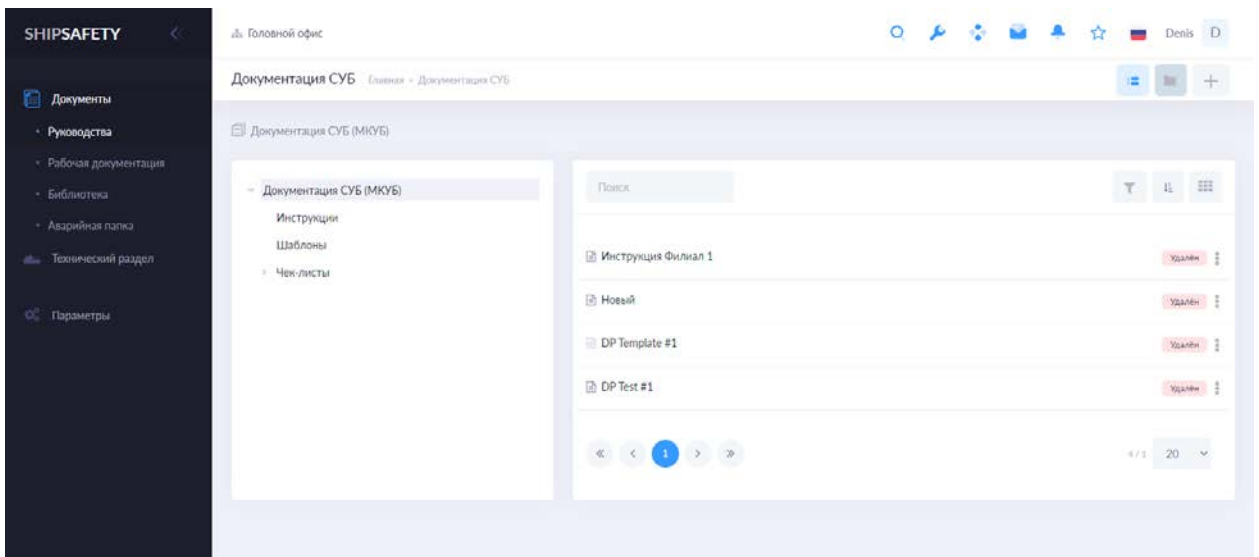 SHIPSAFETY
Головной офис
Denis D
Документация СУБ Главная • Документация СУБ
Документы
Руководства
Рабочая документация
Библиотека
Аварийная папка
Технический раздел
Параметры
Документация СУБ (МКУБ)
Документация СУБ (МКУБ)
Инструкции
Шаблоны
Чек-листы
Поиск
Инструкция Филиал 1 Удалён
Новый Удалён
DP Template #1 Удалён
DP Test #1 Удалён
« ‹ 1 › »
4 / 1 20